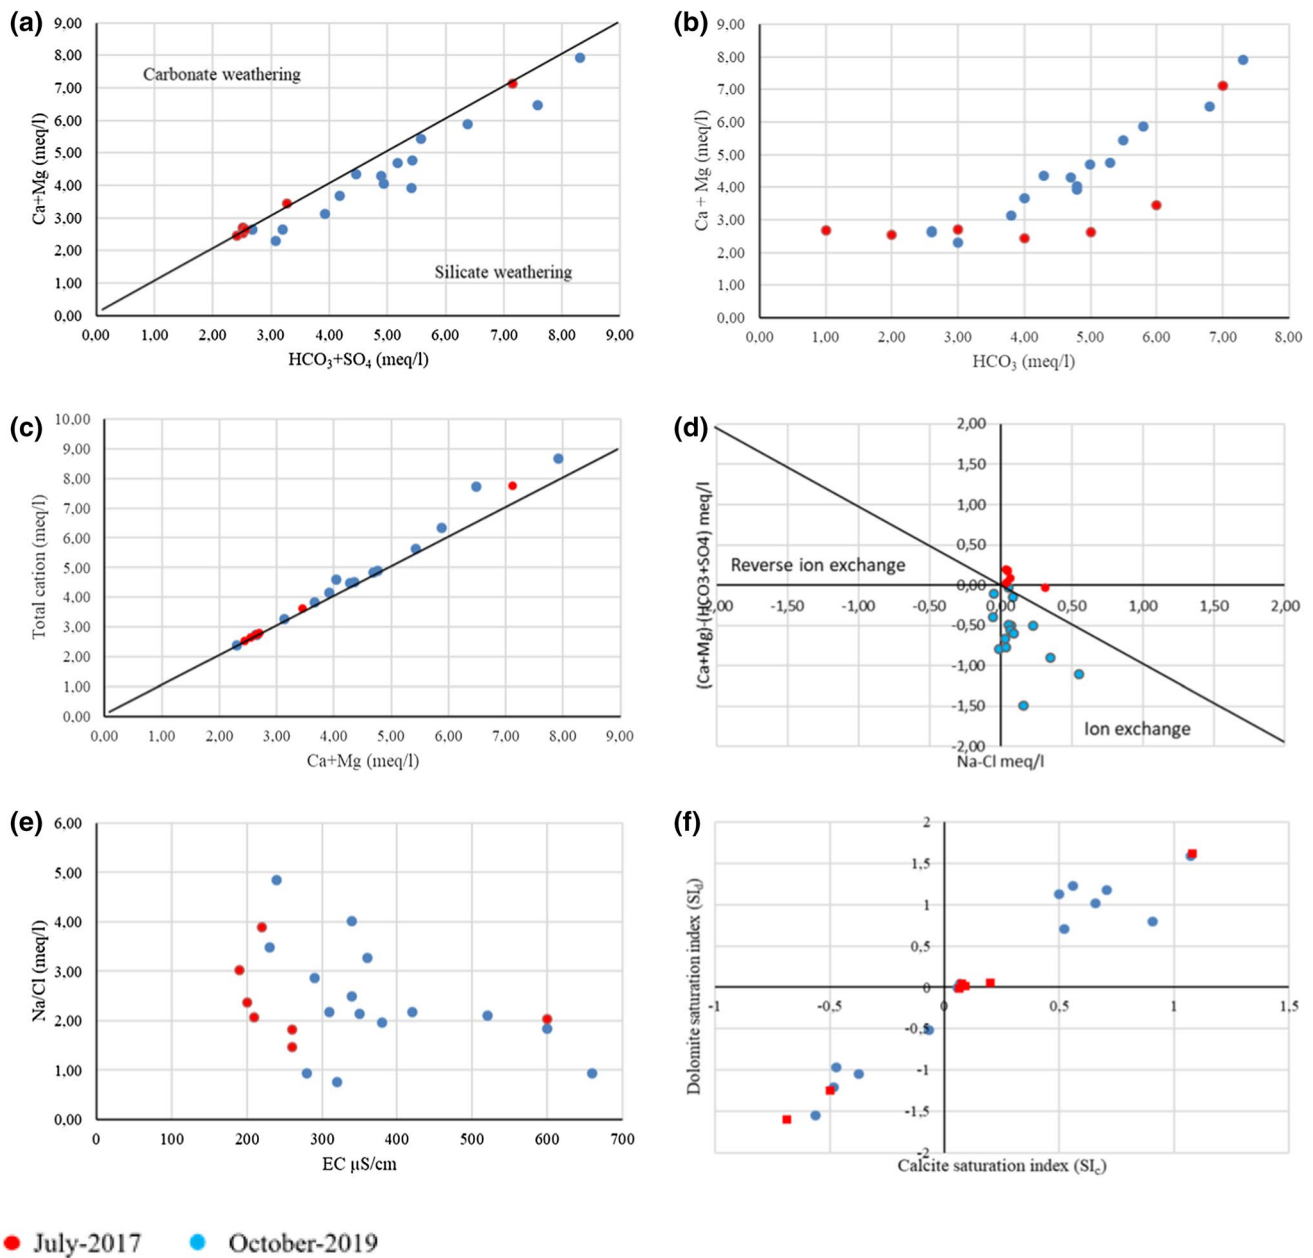 (a)
9,00
8,00
7,00
6,00
5,00
4,00
3,00
2,00
1,00
0,00
Ca+Mg (meq/l)
Carbonate weathering
Silicate weathering
0,00 1,00 2,00 3,00 4,00 5,00 6,00 7,00 8,00 9,00
HCO₃+SO₄ (meq/l)
(b)
9,00
8,00
7,00
6,00
5,00
4,00
3,00
2,00
1,00
0,00
Ca + Mg (meq/l)
0,00 1,00 2,00 3,00 4,00 5,00 6,00 7,00 8,00
HCO₃ (meq/l)
(c)
10,00
9,00
8,00
7,00
6,00
5,00
4,00
3,00
2,00
1,00
0,00
Total cation (meq/l)
0,00 1,00 2,00 3,00 4,00 5,00 6,00 7,00 8,00 9,00
Ca+Mg (meq/l)
(d)
2,00
1,50
1,00
0,50
0,00
-0,50
-1,00
-1,50
-2,00
(Ca+Mg)-(HCO3+SO4) meq/l
Reverse ion exchange
Ion exchange
-2,00 -1,50 -1,00 -0,50 0,00 0,50 1,00 1,50 2,00
Na-Cl meq/l
(e)
6,00
5,00
4,00
3,00
2,00
1,00
0,00
Na/Cl (meq/l)
0 100 200 300 400 500 600 700
EC µS/cm
(f)
2
1,5
1
0,5
0
-0,5
-1
-1,5
-2
Dolomite saturation index (SI_d)
-1 -0,5 0 0,5 1 1,5
Calcite saturation index (SI_c)
July-2017 October-2019